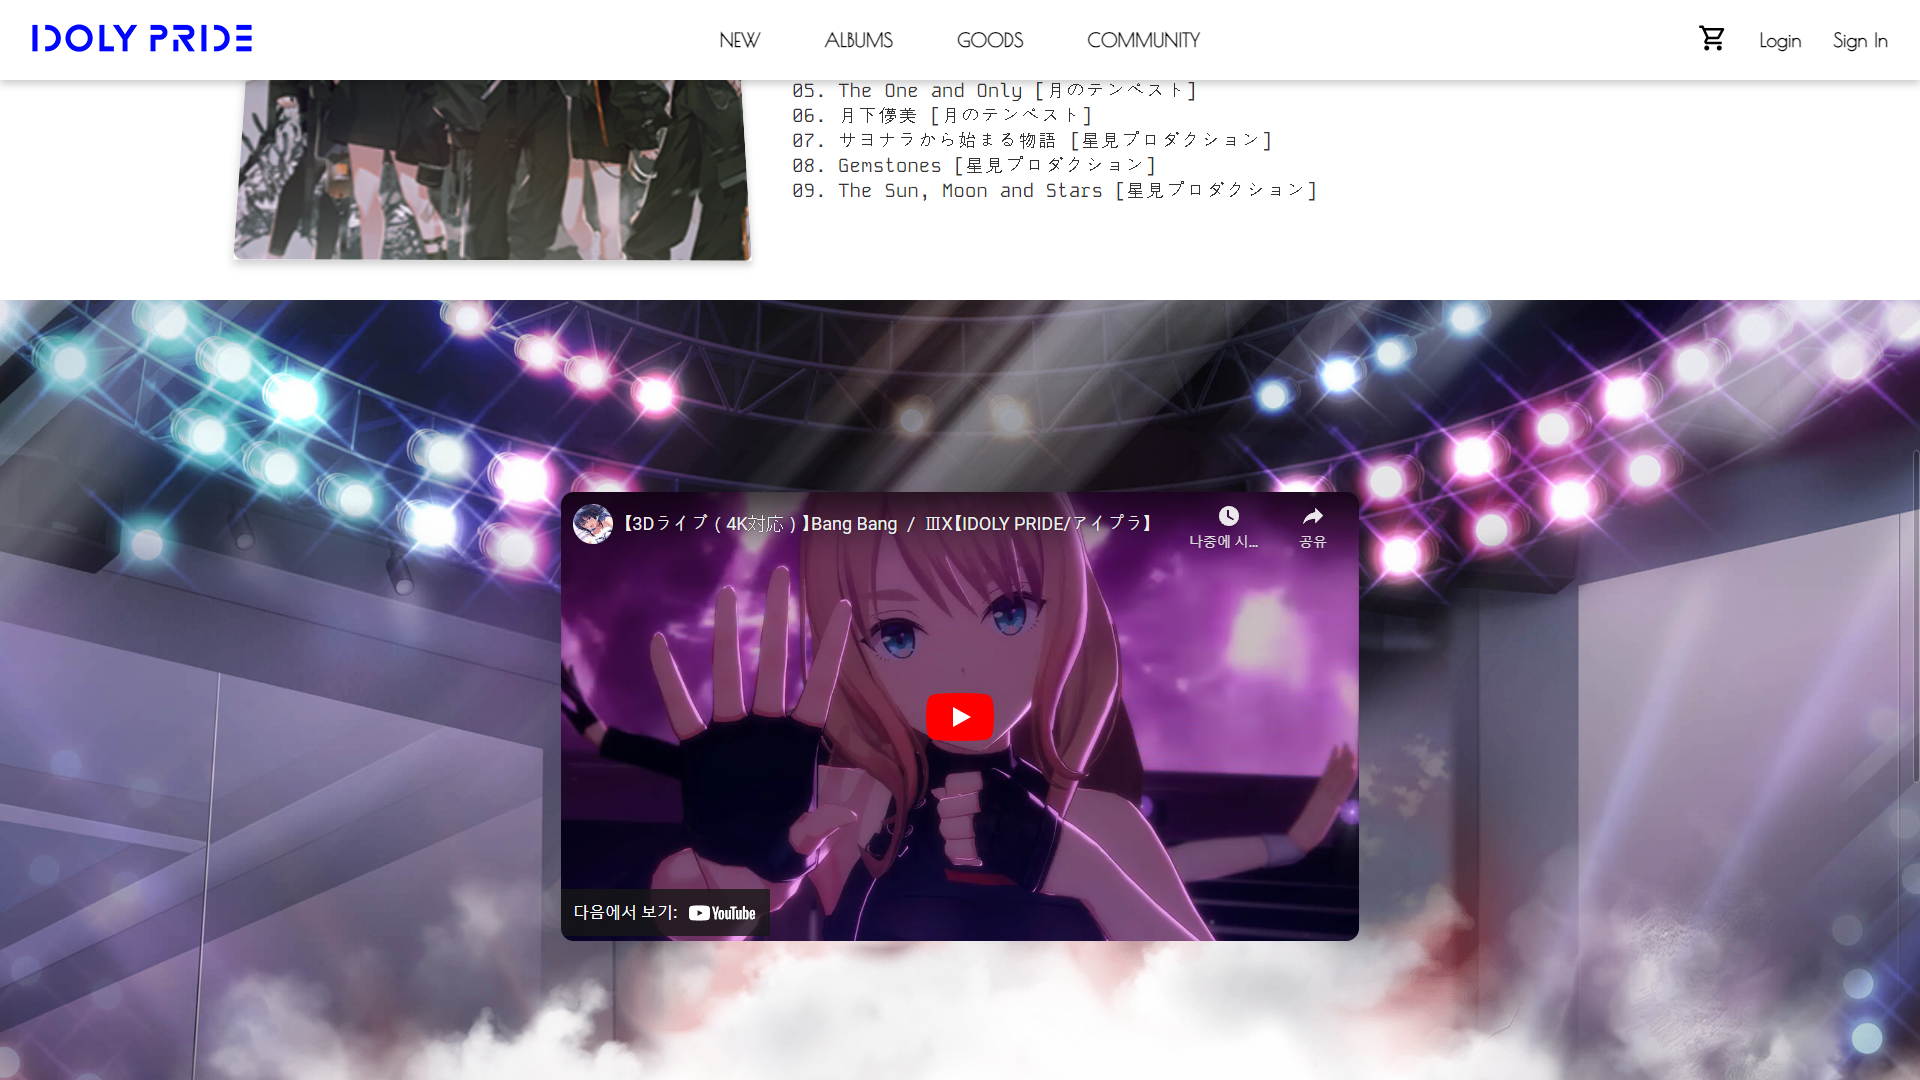 IDOLY PRIDE
NEW
ALBUMS
GOODS
COMMUNITY
Login
Sign In
05. The One and Only [月のテンペスト]
06. 月下儚美 [月のテンペスト]
07. サヨナラから始まる物語 [星見プロダクション]
08. Gemstones [星見プロダクション]
09. The Sun, Moon and Stars [星見プロダクション]
【3Dライブ（4K対応）】Bang Bang / ⅢX【IDOLY PRIDE/アイプラ】
나중에 시...
공유
다음에서 보기: YouTube